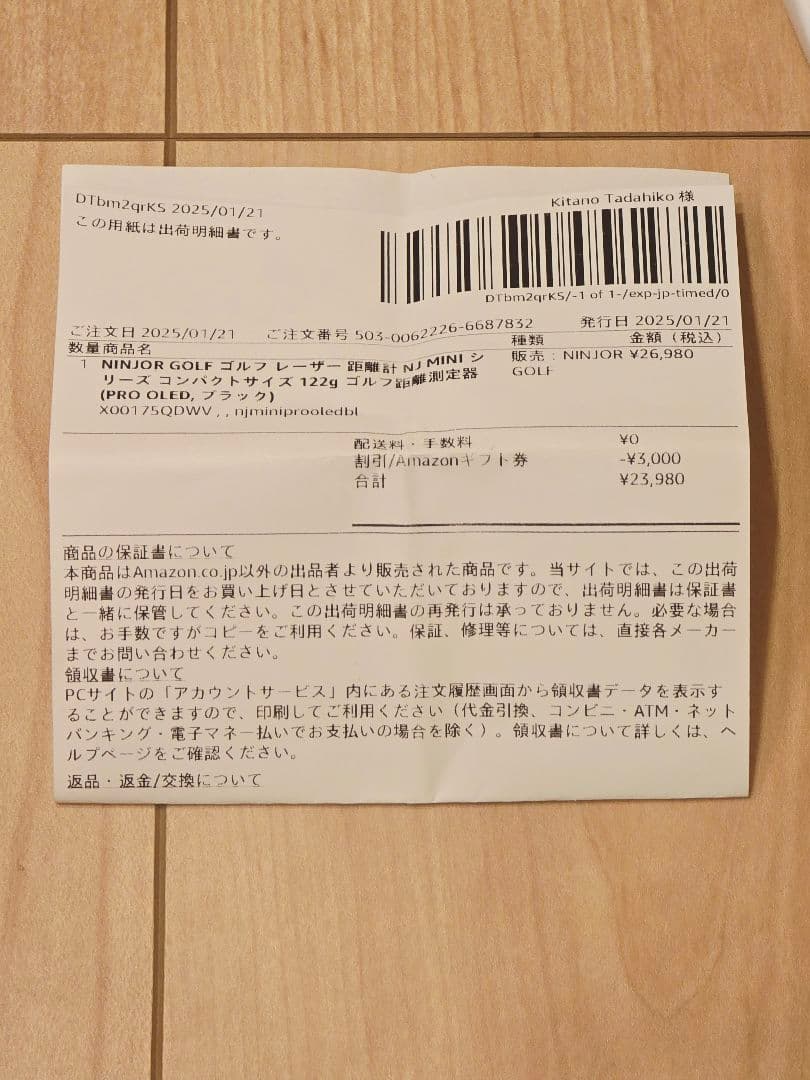 DTbm2qrKS 2025/01/21
Kitano Tadahiko 様
この用紙は出荷明細書です。
DTbm2qrKS/-1 of 1-/exp-jp-timed/0
ご注文日 2025/01/21 ご注文番号 503-0062226-6687832 発行日 2025/01/21
数量 商品名 種類 金額（税込）
1 NINJOR GOLF ゴルフ レーザー 距離計 NJ MINI シ 販売：NINJOR ¥26,980
リーズ コンパクトサイズ 122g ゴルフ距離測定器 GOLF
(PRO OLED, ブラック)
X00175QDWV , , njminiprooledbl
配送料・手数料 ¥0
割引/Amazonギフト券 -¥3,000
合計 ¥23,980
商品の保証書について
本商品はAmazon.co.jp以外の出品者より販売された商品です。当サイトでは、この出荷
明細書の発行日をお買い上げ日とさせていただいておりますので、出荷明細書は保証書
と一緒に保管してください。この出荷明細書の再発行は承っておりません。必要な場合
は、お手数ですがコピーをご利用ください。保証、修理等については、直接各メーカー
までお問い合わせください。
領収書について
PCサイトの「アカウントサービス」内にある注文履歴画面から領収書データを表示す
ることができますので、印刷してご利用ください（代金引換、コンビニ・ATM・ネット
バンキング・電子マネー払いでお支払いの場合を除く）。領収書について詳しくは、ヘ
ルプページをご確認ください。
返品・返金/交換について